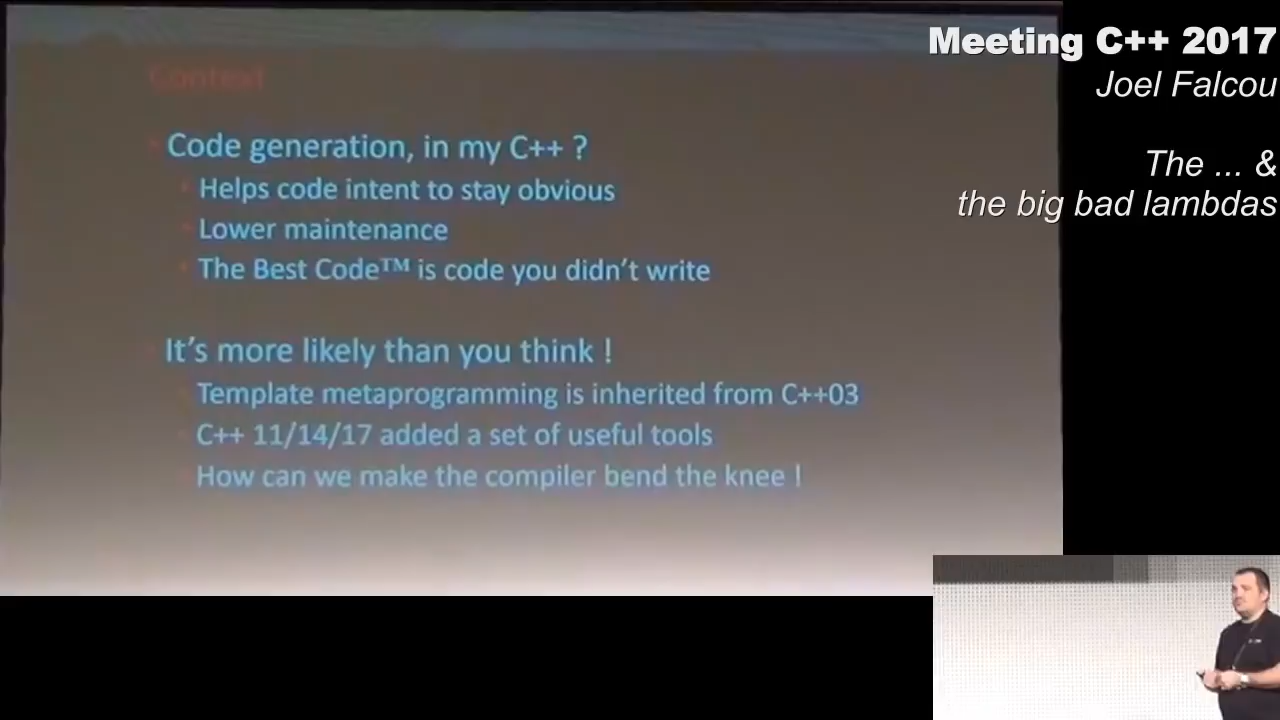 Meeting C++ 2017
Joel Falcou
The ... &
the big bad lambdas
Context
Code generation, in my C++ ?
Helps code intent to stay obvious
Lower maintenance
The Best Code™ is code you didn't write
It's more likely than you think !
Template metaprogramming is inherited from C++03
C++ 11/14/17 added a set of useful tools
How can we make the compiler bend the knee !